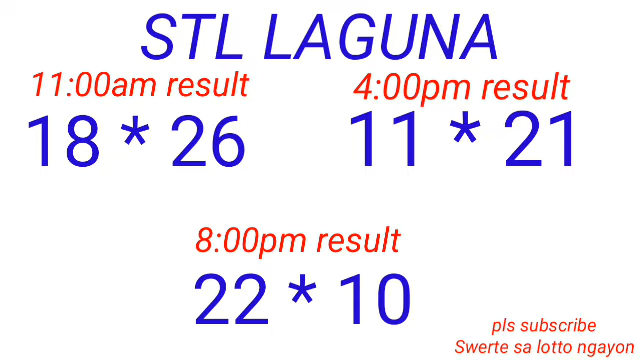 STL LAGUNA
11:00am result
18 * 26
4:00pm result
11 * 21
8:00pm result
22 * 10
pls subscribe
Swerte sa lotto ngayon